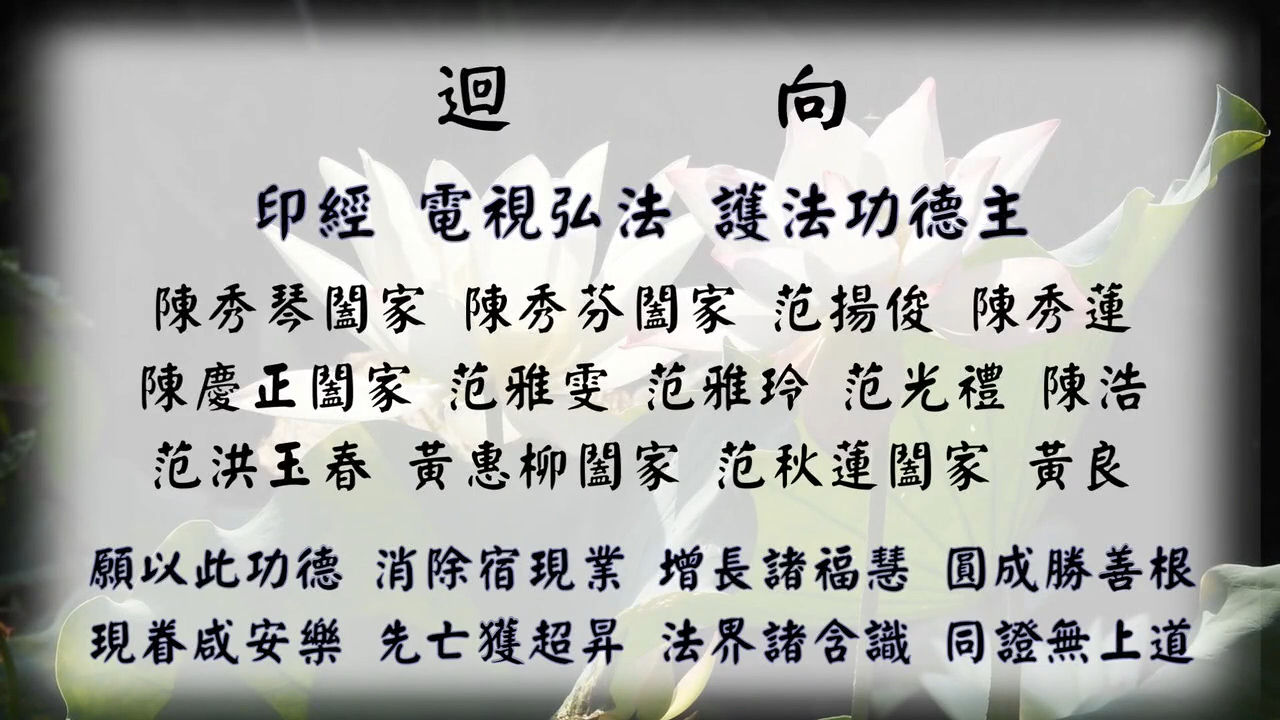 迴 向
印經 電視弘法 護法功德主
陳秀琴闔家 陳秀芬闔家 范揚俊 陳秀蓮
陳慶正闔家 范雅雯 范雅玲 范光禮 陳浩
范洪玉春 黃惠柳闔家 范秋蓮闔家 黃良
願以此功德 消除宿現業 增長諸福慧 圓成勝善根
現眷咸安樂 先亡獲超昇 法界諸含識 同證無上道